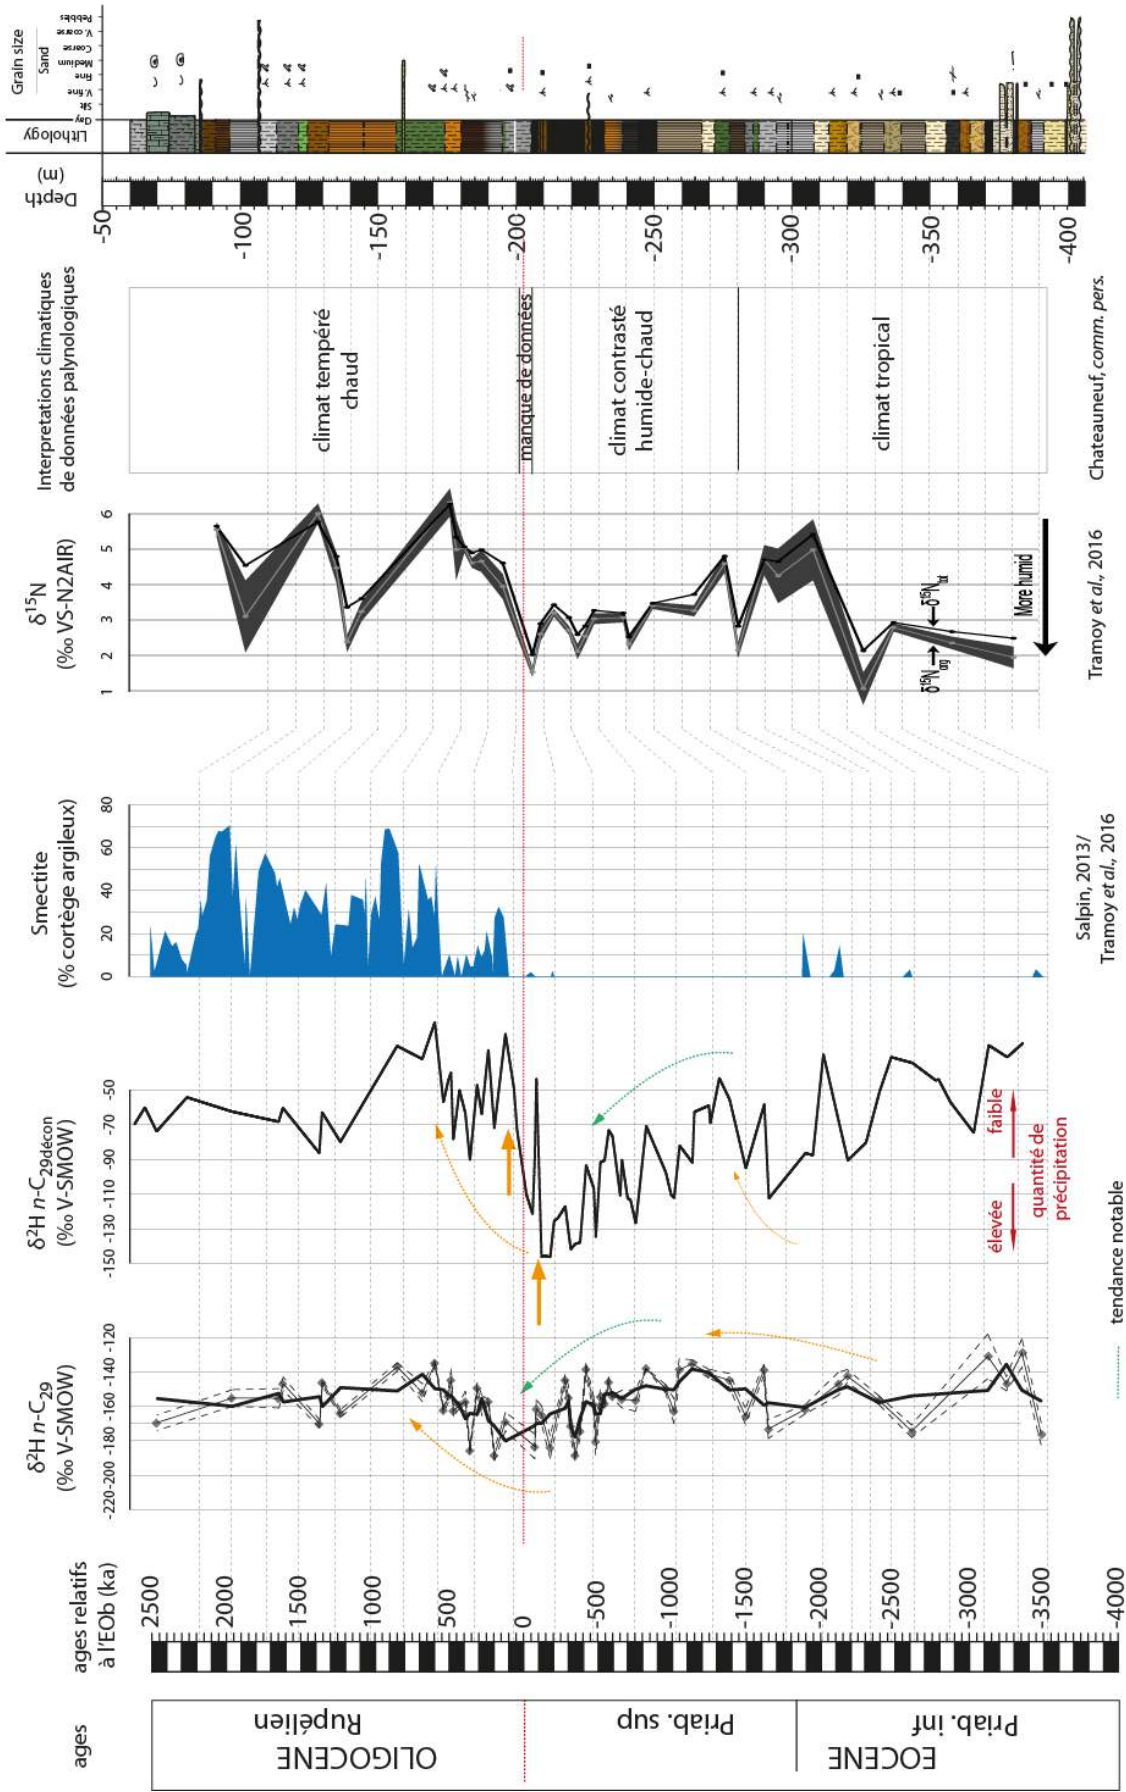 ages
OLIGOCENE
Rupélien
EOCENE
Priab. sup
Priab. inf
ages relatifs
à l'EOb (ka)
2500
2000
1500
1000
500
0
-500
-1000
-1500
-2000
-2500
-3000
-3500
-4000
δ²H n-C29
(‰ V-SMOW)
-220
-200
-180
-160
-140
-120
δ²H n-C29décon
(‰ V-SMOW)
-150
-130
-110
-90
-70
-50
élevée
faible
quantité de
précipitation
tendance notable
Smectite
(% cortège argileux)
0
20
40
60
80
Salpin, 2013/
Tramoy et al., 2016
δ¹⁵N
(‰ VS-N2AIR)
1
2
3
4
5
6
δ¹⁵Norg
δ¹⁵Ntot
More humid
Tramoy et al., 2016
Interpretations climatiques
de données palynologiques
climat tempéré
chaud
manque de données
climat contrasté
humide-chaud
climat tropical
Chateauneuf, comm. pers.
Depth
(m)
-50
-100
-150
-200
-250
-300
-350
-400
Lithology
Grain size
Sand
Clay
Silt
V. fine
Fine
Medium
Coarse
V. coarse
Pebbles